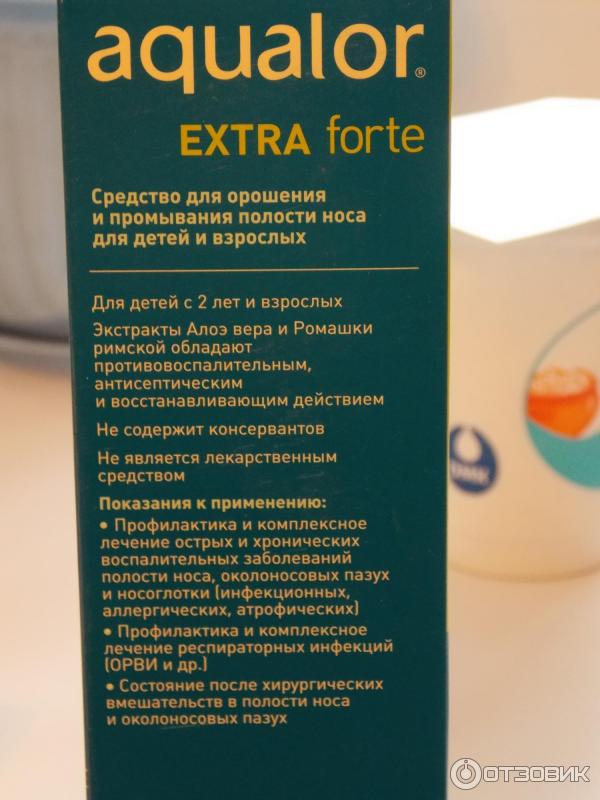 aqualor®
EXTRA forte
Средство для орошения
и промывания полости носа
для детей и взрослых
Для детей с 2 лет и взрослых
Экстракты Алоэ вера и Ромашки
римской обладают
противовоспалительным,
антисептическим
и восстанавливающим действием
Не содержит консервантов
Не является лекарственным
средством
Показания к применению:
• Профилактика и комплексное
лечение острых и хронических
воспалительных заболеваний
полости носа, околоносовых пазух
и носоглотки (инфекционных,
аллергических, атрофических)
• Профилактика и комплексное
лечение респираторных инфекций
(ОРВИ и др.)
• Состояние после хирургических
вмешательств в полости носа
и околоносовых пазух
ОТЗОВИК